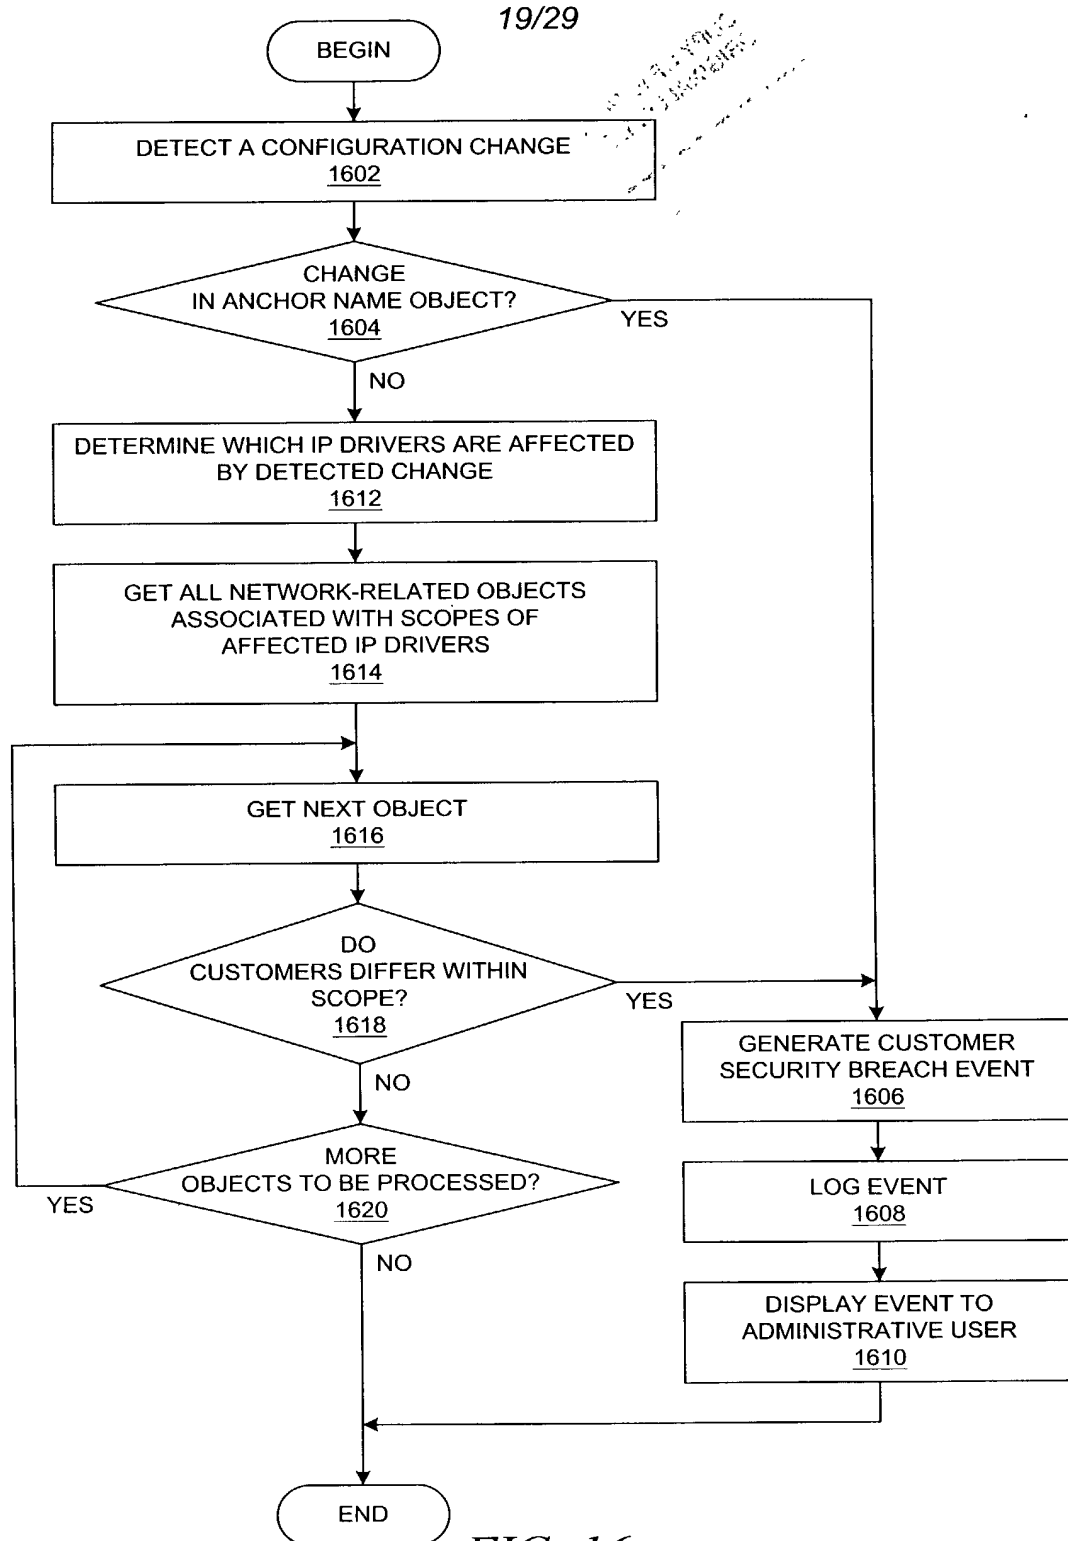 19/29
BEGIN
DETECT A CONFIGURATION CHANGE
1602
CHANGE
IN ANCHOR NAME OBJECT?
1604
YES
NO
DETERMINE WHICH IP DRIVERS ARE AFFECTED
BY DETECTED CHANGE
1612
GET ALL NETWORK-RELATED OBJECTS
ASSOCIATED WITH SCOPES OF
AFFECTED IP DRIVERS
1614
GET NEXT OBJECT
1616
DO
CUSTOMERS DIFFER WITHIN
SCOPE?
1618
YES
NO
GENERATE CUSTOMER
SECURITY BREACH EVENT
1606
MORE
OBJECTS TO BE PROCESSED?
1620
YES
NO
LOG EVENT
1608
DISPLAY EVENT TO
ADMINISTRATIVE USER
1610
END
FIG. 16